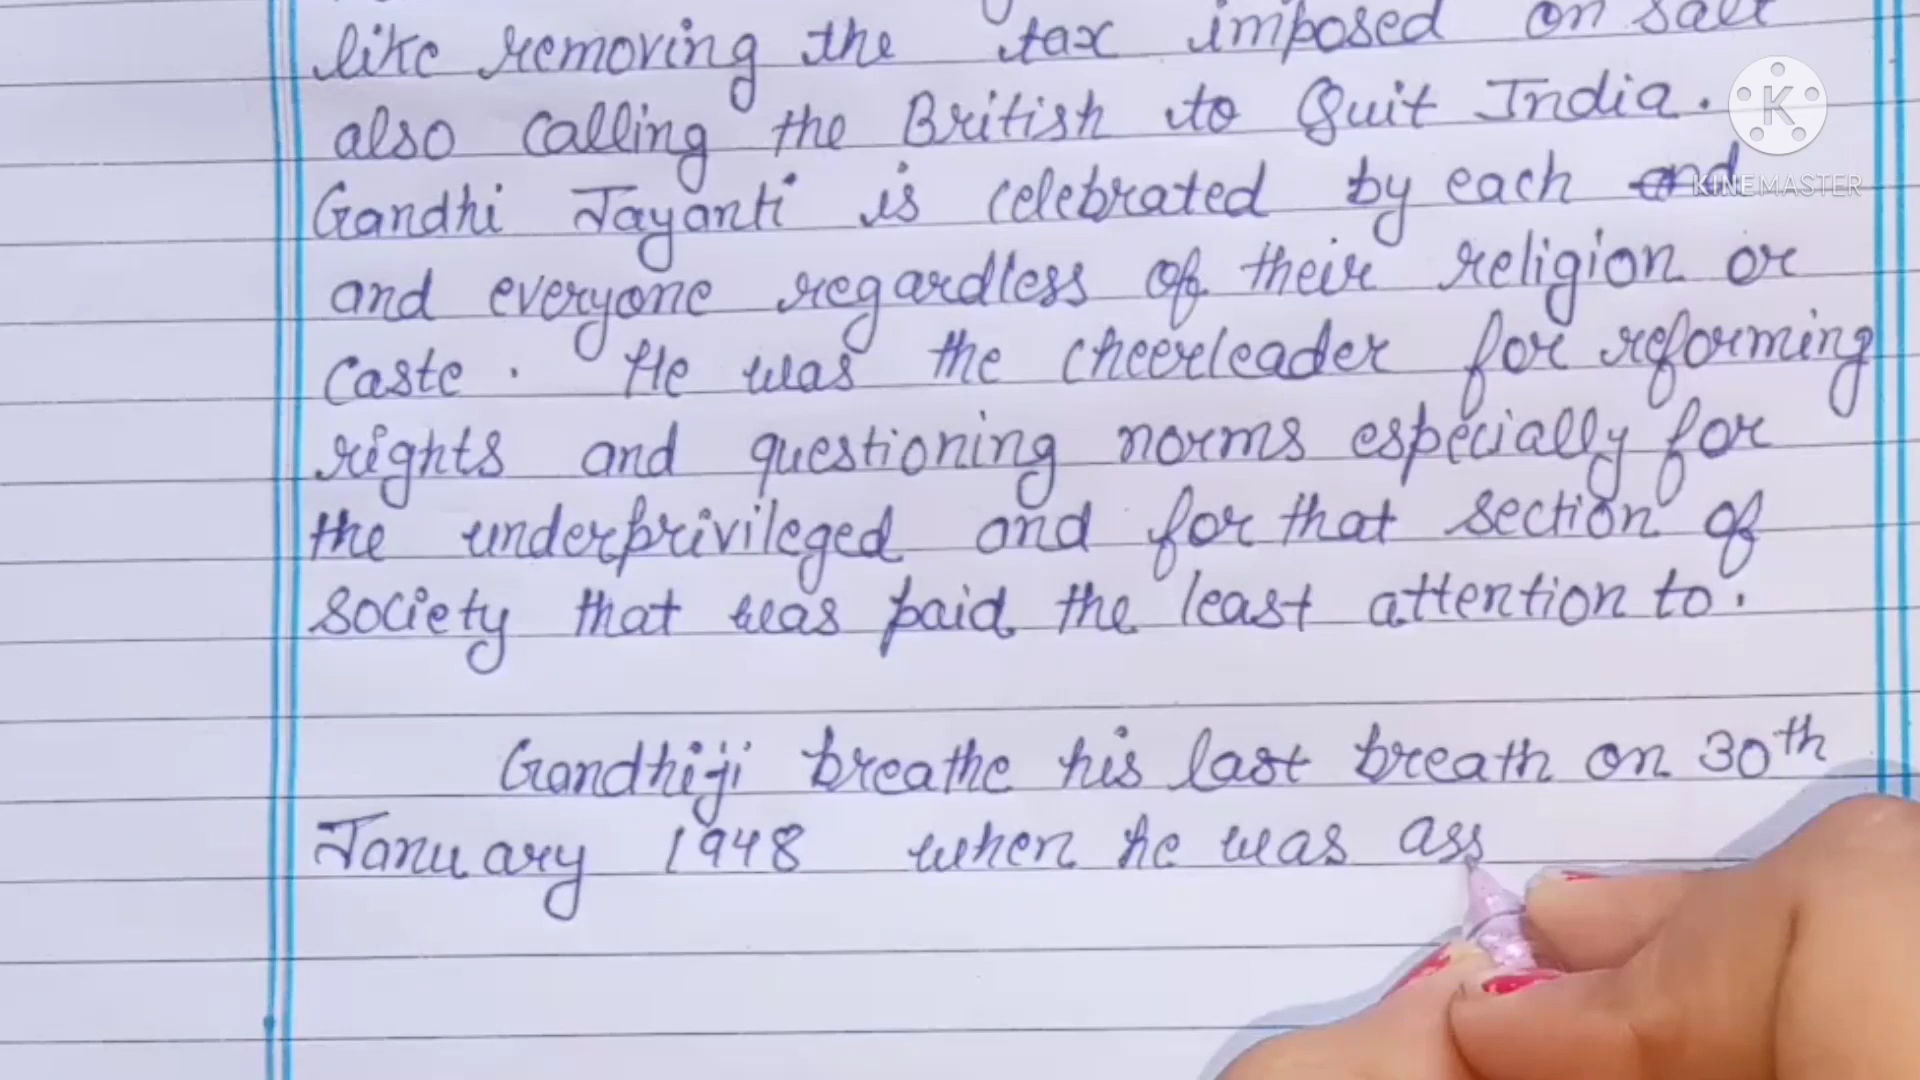 like removing the tax imposed on salt
also calling the British to Quit India.
Gandhi Jayanti is celebrated by each and
and everyone regardless of their religion or
caste. He was the cheerleader for reforming
rights and questioning norms especially for
the underprivileged and for that section of
society that was paid the least attention to.
Gandhiji breathe his last breath on 30th
January 1948 when he was ass
K
KINEMASTER